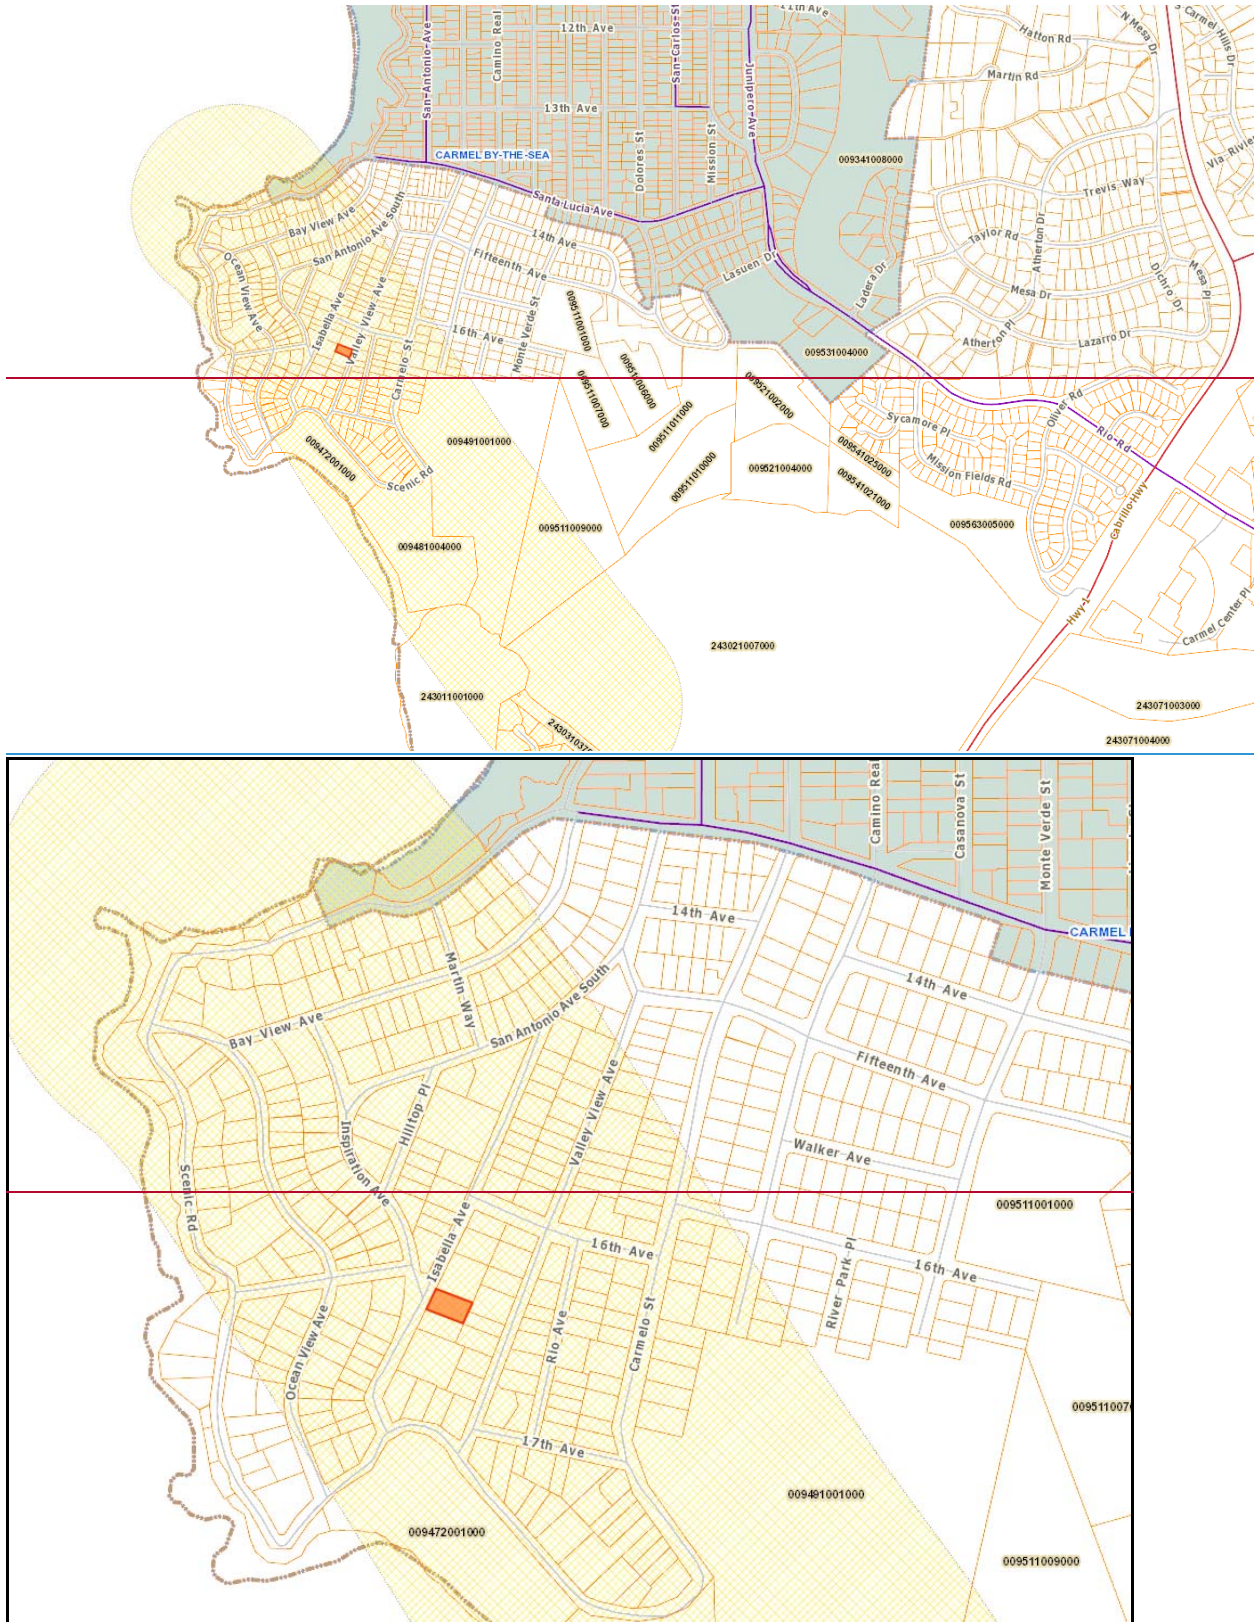 11th Ave
12th Ave
13th Ave
San-Antonio-Ave
Camino Real
San-Carlos-St
Junipero-Ave
Dolores St
Mission St
CARMEL BY-THE-SEA
Santa-Lucia-Ave
009341008000
Hatton Rd
N Mesa Dr
S Carmel Hills Dr
Martin Rd
Via Rivie
Trevis Way
Taylor Rd
Atherton Dr
Mesa Dr
Mesa Pl
Dichro Dr
Atherton Pl
Lazarro Dr
Lasuen Dr
Ladera Dr
009531004000
Bay View Ave
San Antonio Ave South
Ocean View Ave
Isabella Ave
Valley View Ave
Carmelo St
14th Ave
Fifteenth Ave
16th Ave
Monte Verde St
009511001000
009511007000
009511011000
009511010000
009521002000
009521004000
009541025000
009541021000
Sycamore Pl
Mission Fields Rd
Oliver Rd
Rio-Rd
Cabrillo-Hwy
Hwy-1
Carmel Center Pl
009472001000
009491001000
Scenic Rd
009481004000
009511009000
009563005000
243021007000
243011001000
243071003000
243071004000
Camino Real
Casanova St
Monte Verde St
CARMEL
14th Ave
14th Ave
Martin Way
San Antonio Ave South
Bay View Ave
Fifteenth Ave
Hilltop Pl
Valley View Ave
Inspiration Ave
Walker Ave
Scenic Rd
Isabella Ave
16th Ave
16th Ave
River Park Pl
009511001000
Ocean View Ave
Rio Ave
Carmelo St
0095110070
17th Ave
009491001000
009472001000
009511009000